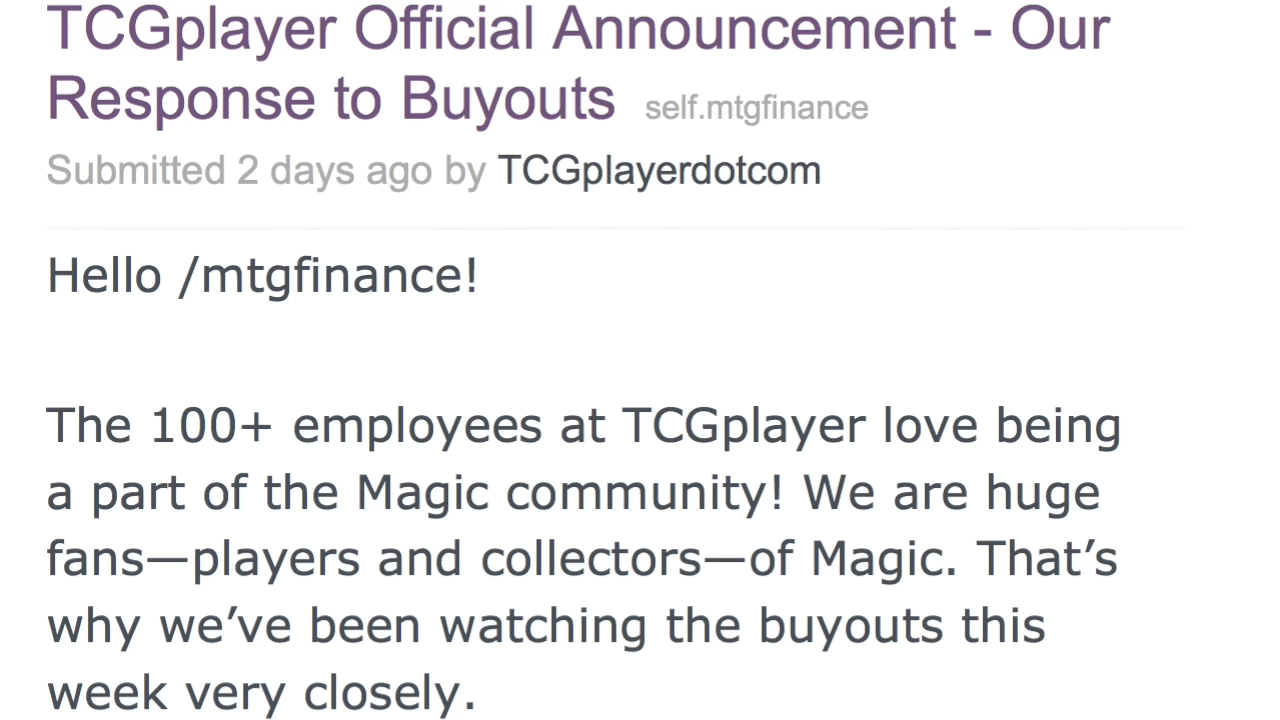 TCGplayer Official Announcement - Our
Response to Buyouts self.mtgfinance
Submitted 2 days ago by TCGplayerdotcom
Hello /mtgfinance!
The 100+ employees at TCGplayer love being
a part of the Magic community! We are huge
fans—players and collectors—of Magic. That’s
why we’ve been watching the buyouts this
week very closely.